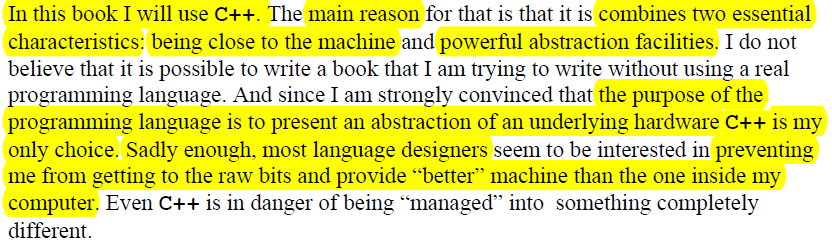 In this book I will use C++. The main reason for that is that it is combines two essential
characteristics: being close to the machine and powerful abstraction facilities. I do not
believe that it is possible to write a book that I am trying to write without using a real
programming language. And since I am strongly convinced that the purpose of the
programming language is to present an abstraction of an underlying hardware C++ is my
only choice. Sadly enough, most language designers seem to be interested in preventing
me from getting to the raw bits and provide “better” machine than the one inside my
computer. Even C++ is in danger of being “managed” into something completely
different.